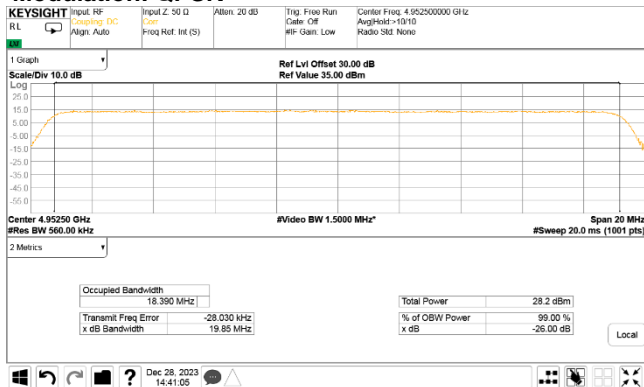 KEYSIGHT Input: RF Input Z: 50 Ω Atten: 20 dB Trig: Free Run Center Freq: 4.952500000 GHz
RL Coupling: DC Corr Gate: Off Avg|Hold:>10/10
Align: Auto Freq Ref: Int (S) #IF Gain: Low Radio Std: None
LXI
1 Graph Ref Lvl Offset 30.00 dB
Scale/Div 10.0 dB Ref Value 35.00 dBm
Log
25.0
15.0
5.00
-5.00
-15.0
-25.0
-35.0
-45.0
-55.0
Center 4.95250 GHz #Video BW 1.5000 MHz* Span 20 MHz
#Res BW 560.00 kHz #Sweep 20.0 ms (1001 pts)
2 Metrics
Occupied Bandwidth
18.390 MHz Total Power 28.2 dBm
Transmit Freq Error -28.030 kHz % of OBW Power 99.00 %
x dB Bandwidth 19.85 MHz x dB -26.00 dB
Local
? Dec 28, 2023
14:41:05